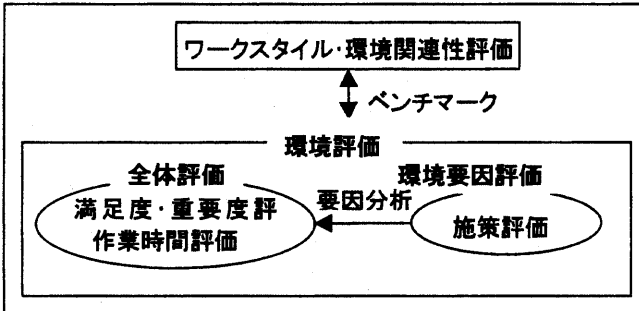 ワークスタイル・環境関連性評価
ベンチマーク
環境評価
全体評価
環境要因評価
満足度・重要度評
作業時間評価
要因分析
施策評価